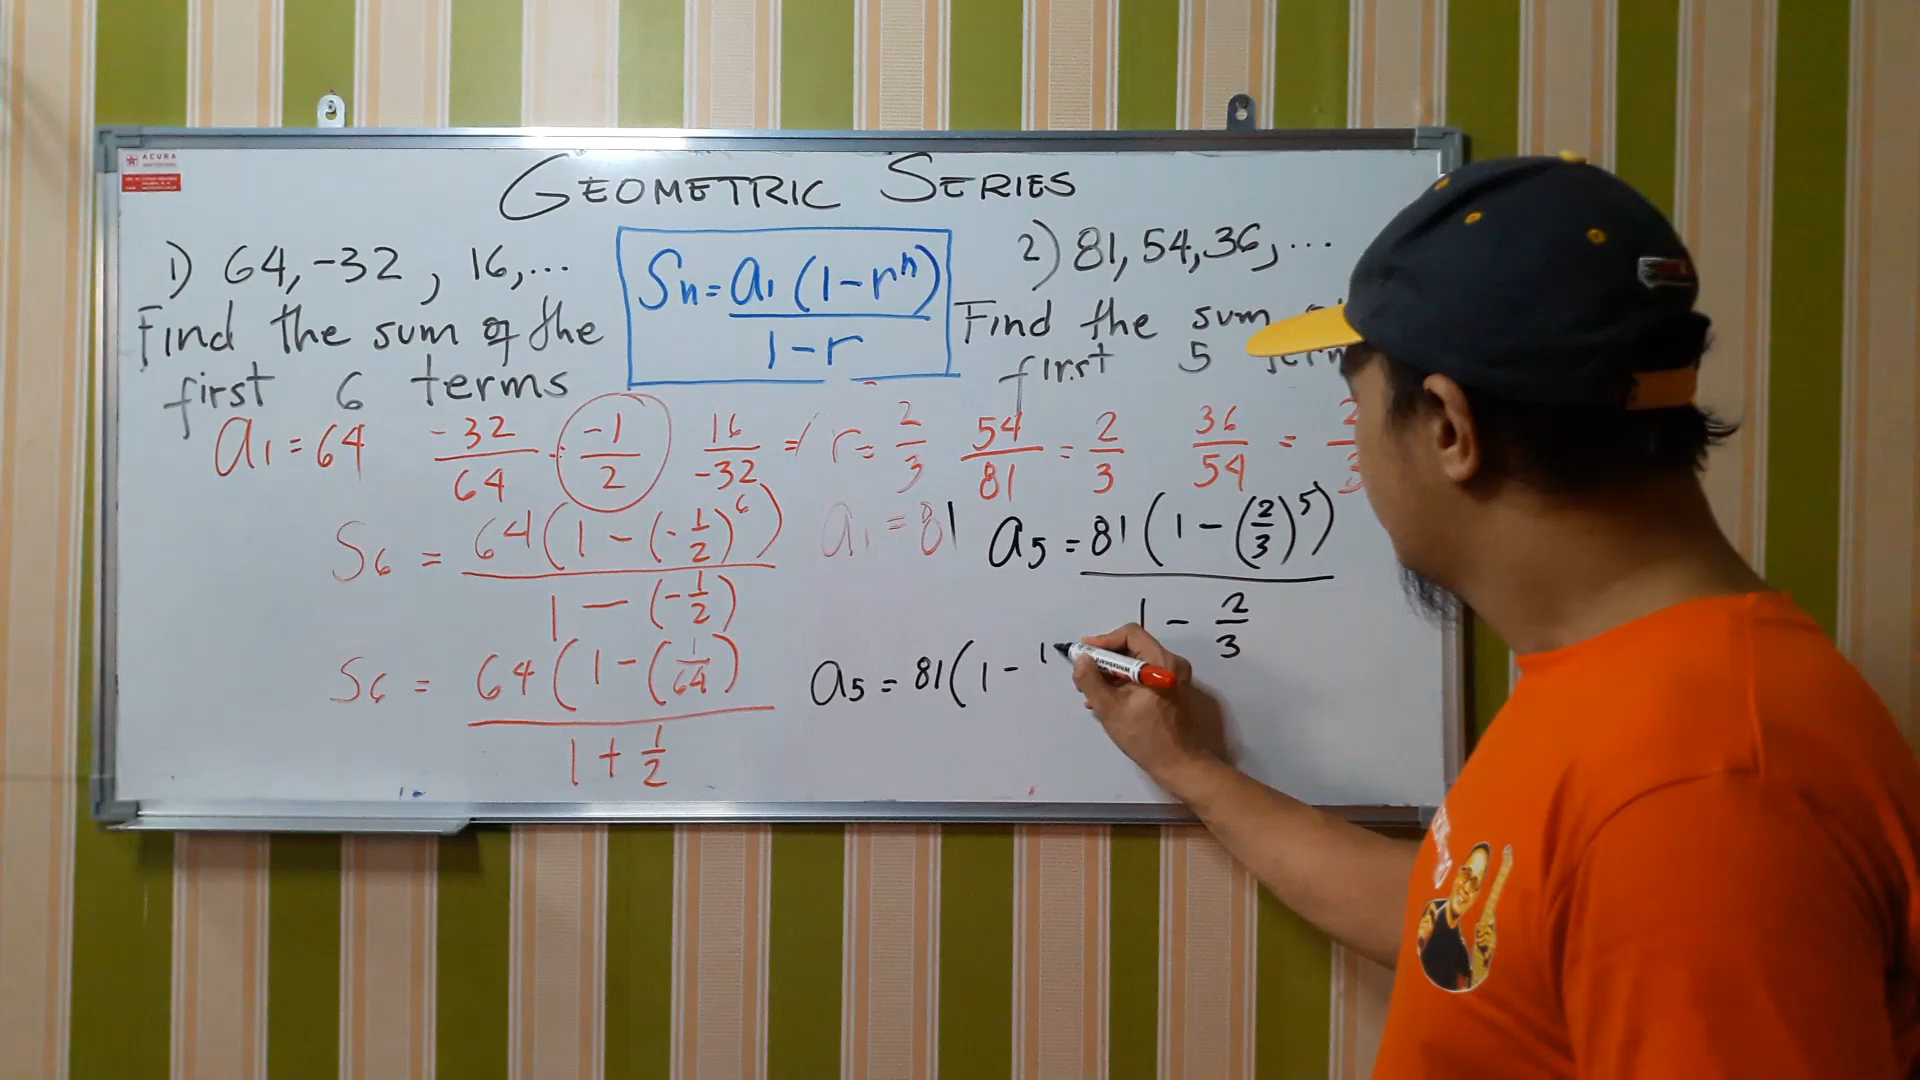 ACURA
GEOMETRIC SERIES
1) 64, -32, 16, ...
Find the sum of the
first 6 terms
Sn = a1 (1 - r^n) / 1 - r
2) 81, 54, 36, ...
Find the sum
first 5 term
a1 = 64 -32/64 = -1/2 16/-32 =
r = 2/3 54/81 = 2/3 36/54 = 2/3
S6 = 64(1 - (-1/2)^6) / 1 - (-1/2)
a1 = 81 a5 = 81(1 - (2/3)^5) / 1 - 2/3
S6 = 64(1 - (1/64) / 1 + 1/2
a5 = 81(1 - 1
Whiteboard